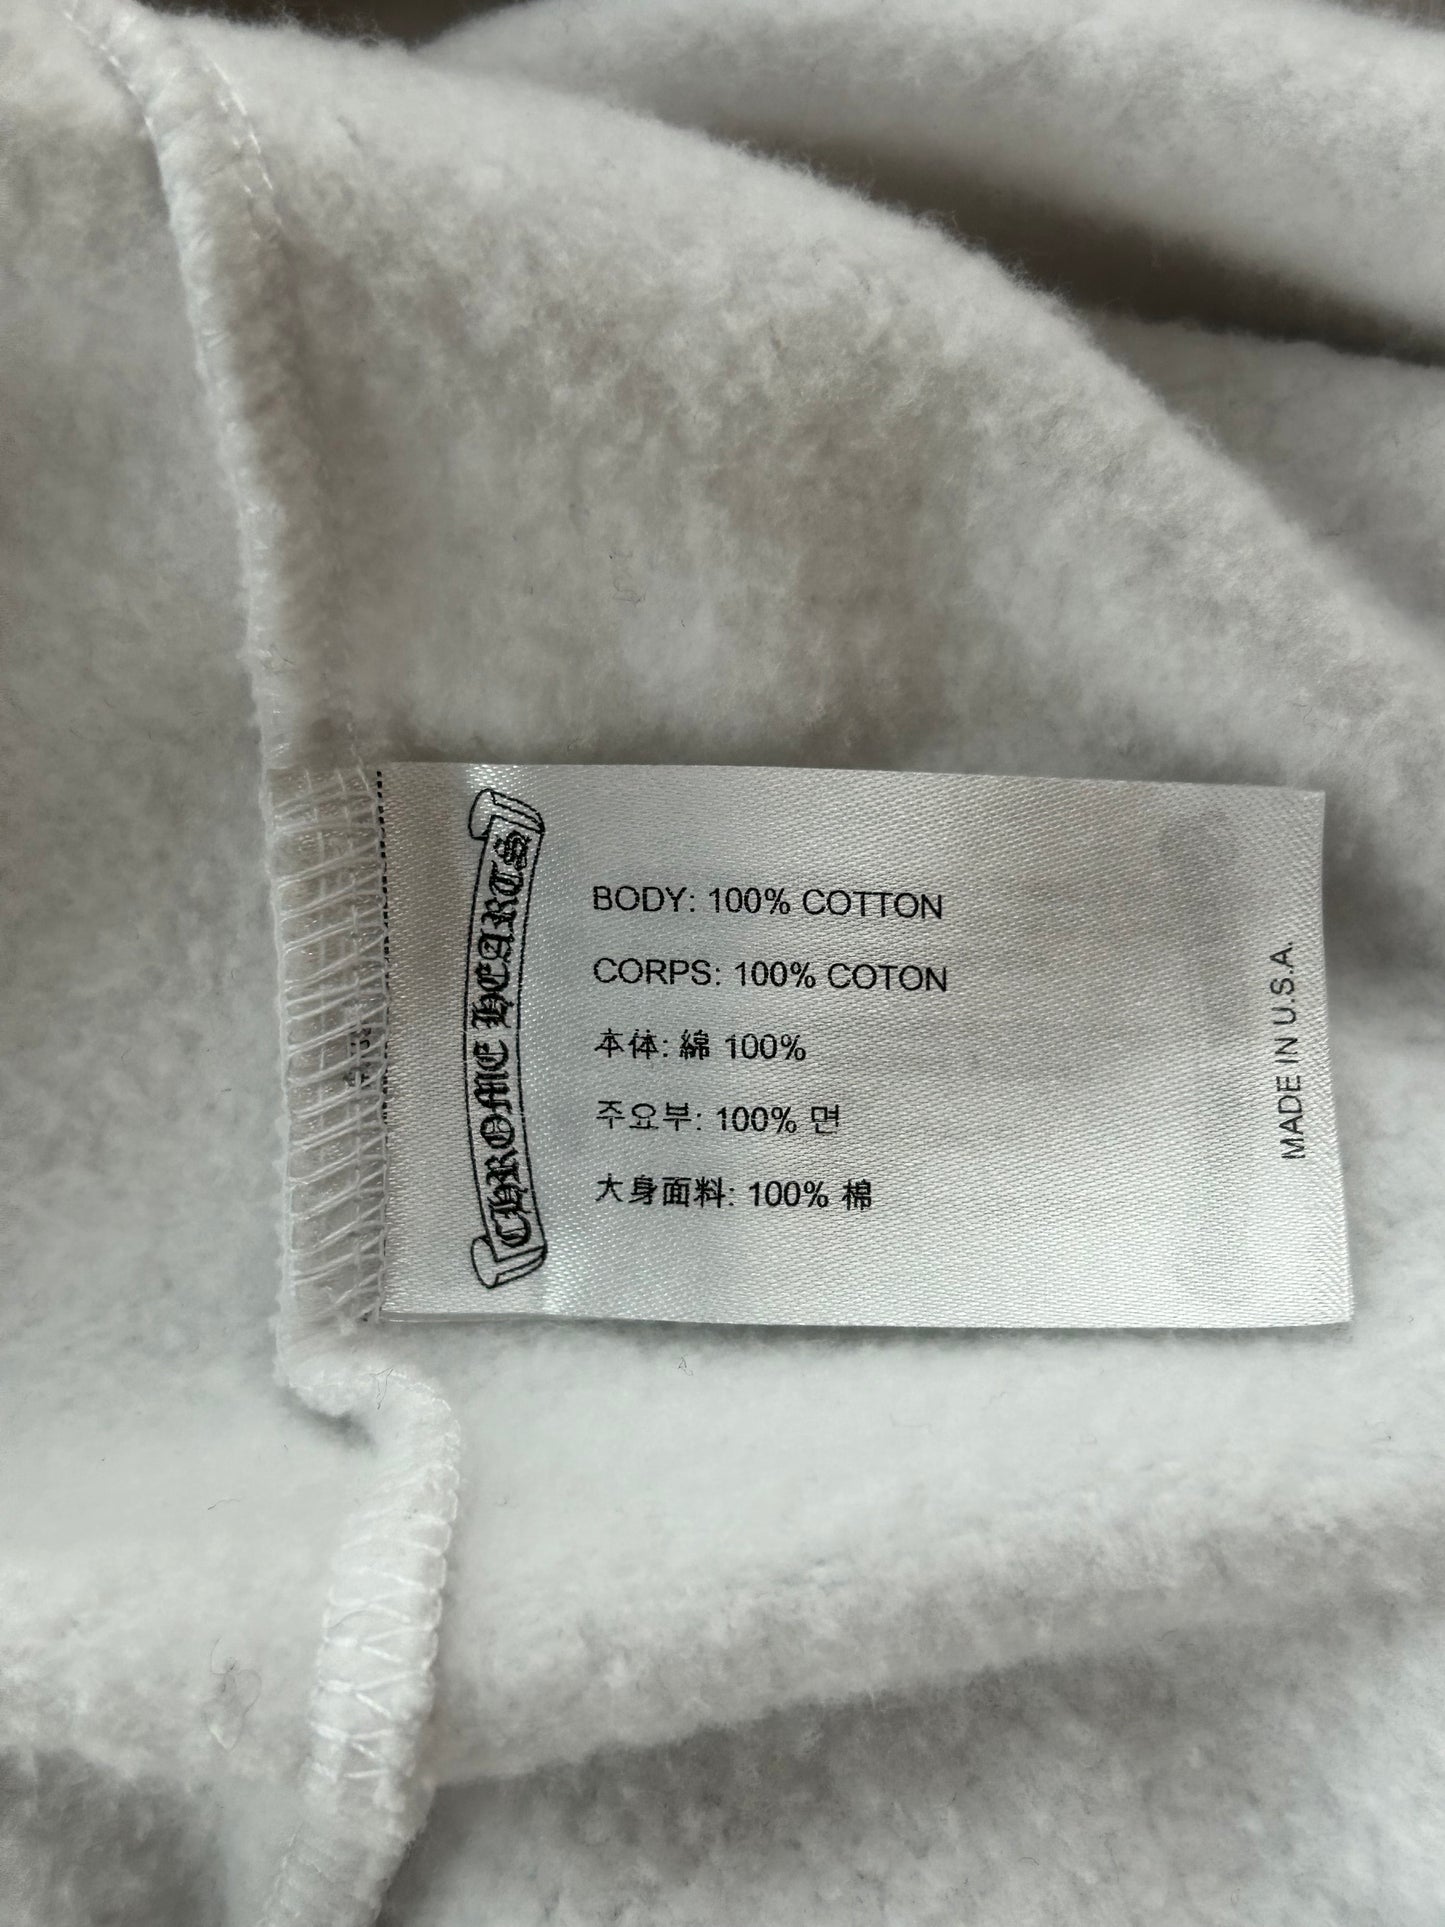 CHROME HEARTS
BODY: 100% COTTON
CORPS: 100% COTON
本体: 綿 100%
주요부: 100% 면
大身面料: 100% 棉
MADE IN U.S.A.